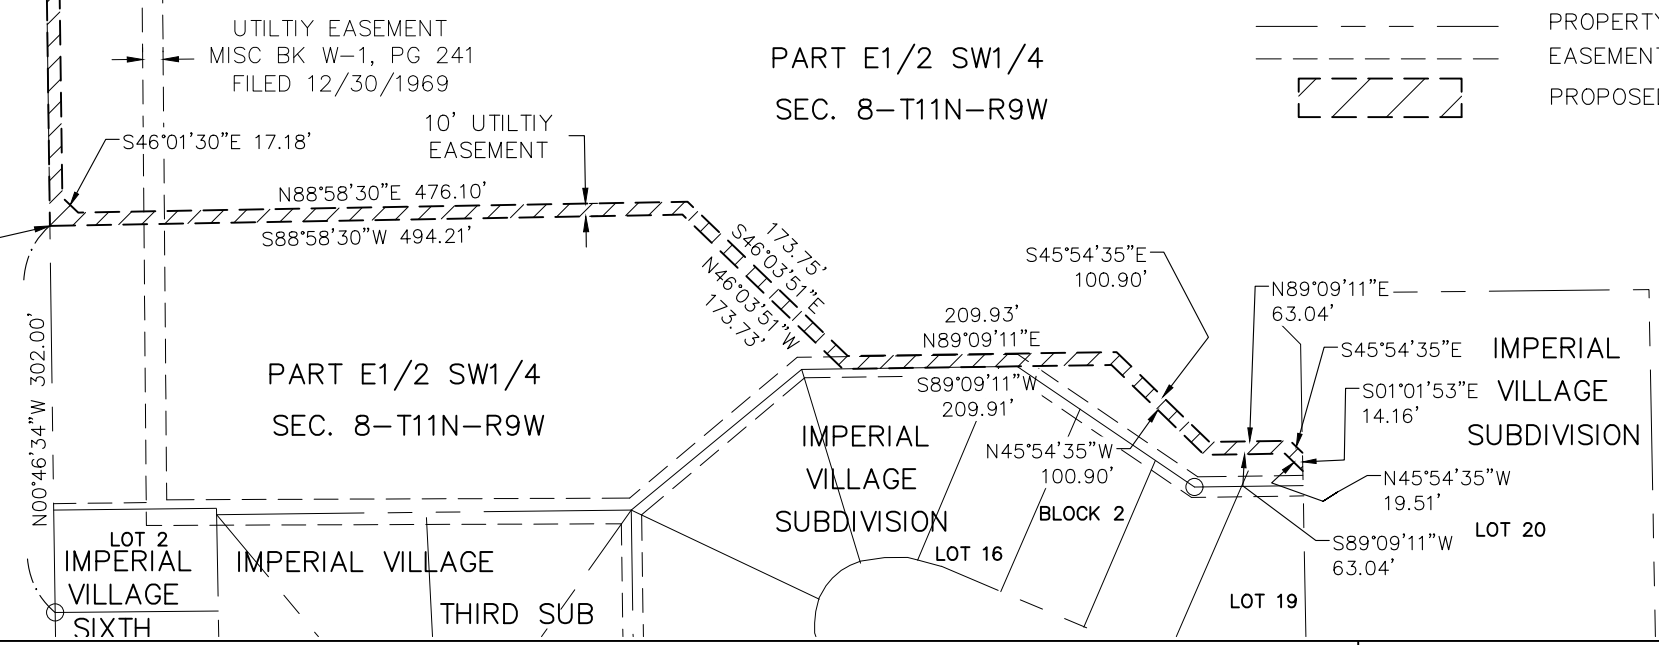 UTILTIY EASEMENT
MISC BK W-1, PG 241
FILED 12/30/1969
PART E1/2 SW1/4
SEC. 8-T11N-R9W
PROPERTY
EASEMENT
PROPOSED
S46°01'30"E 17.18'
10' UTILTIY
EASEMENT
N88°58'30"E 476.10'
S88°58'30"W 494.21'
173.75'
S46°03'51"E
N46°03'51"W
173.73'
S45°54'35"E
100.90'
N89°09'11"E
63.04'
209.93'
N89°09'11"E
S89°09'11"W
209.91'
S45°54'35"E
IMPERIAL
VILLAGE
SUBDIVISION
S01°01'53"E
14.16'
N00°46'34"W 302.00'
PART E1/2 SW1/4
SEC. 8-T11N-R9W
IMPERIAL
VILLAGE
SUBDIVISION
N45°54'35"W
100.90'
N45°54'35"W
19.51'
BLOCK 2
LOT 20
LOT 2
IMPERIAL
VILLAGE
SIXTH
IMPERIAL VILLAGE
THIRD SUB
LOT 16
S89°09'11"W
63.04'
LOT 19